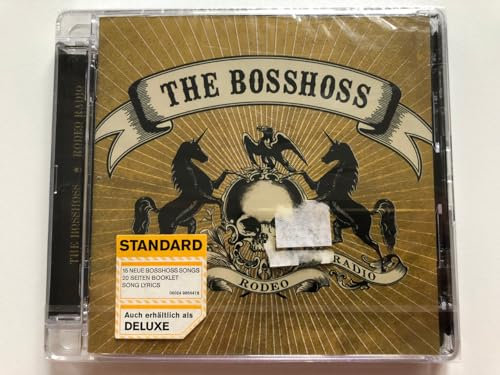 THE BOSSHOSS
RODEO
RADIO
THE BOSSHOSS * RODEO RADIO
STANDARD
15 NEUE BOSSHOSS SONGS
20 SEITEN BOOKLET
SONG LYRICS
Auch erhältlich als
DELUXE